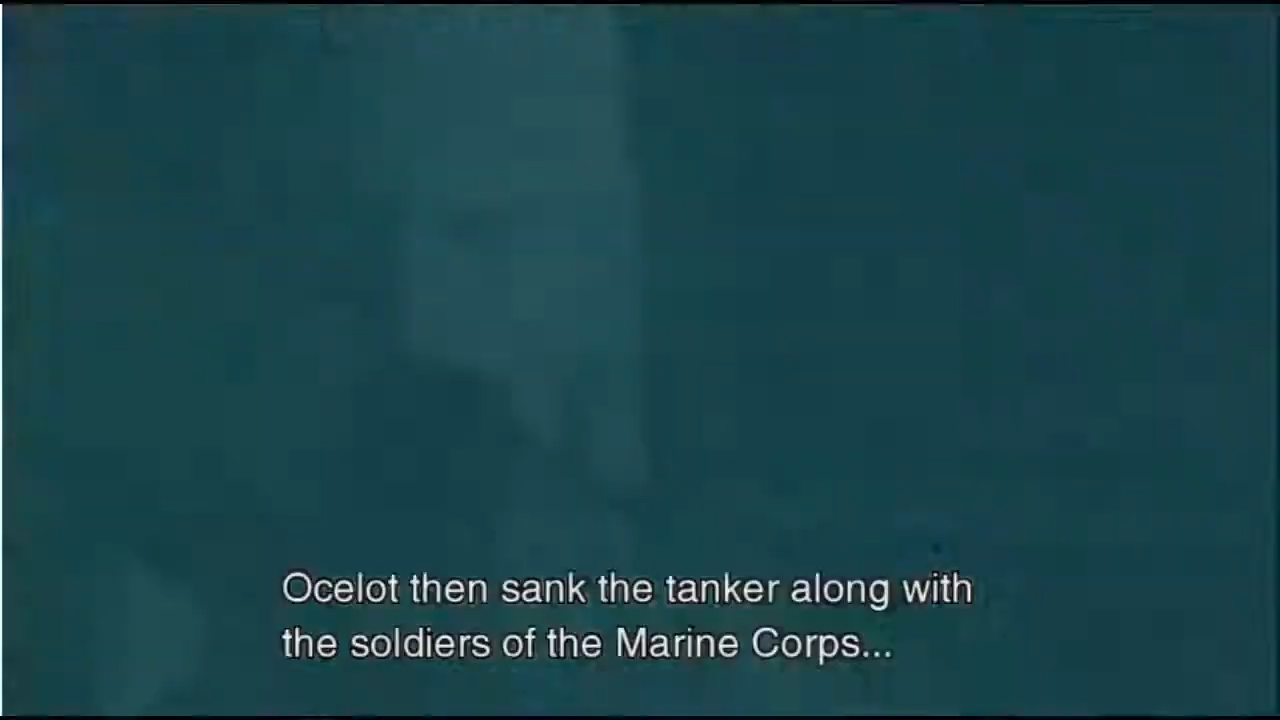 Ocelot then sank the tanker along with
the soldiers of the Marine Corps...